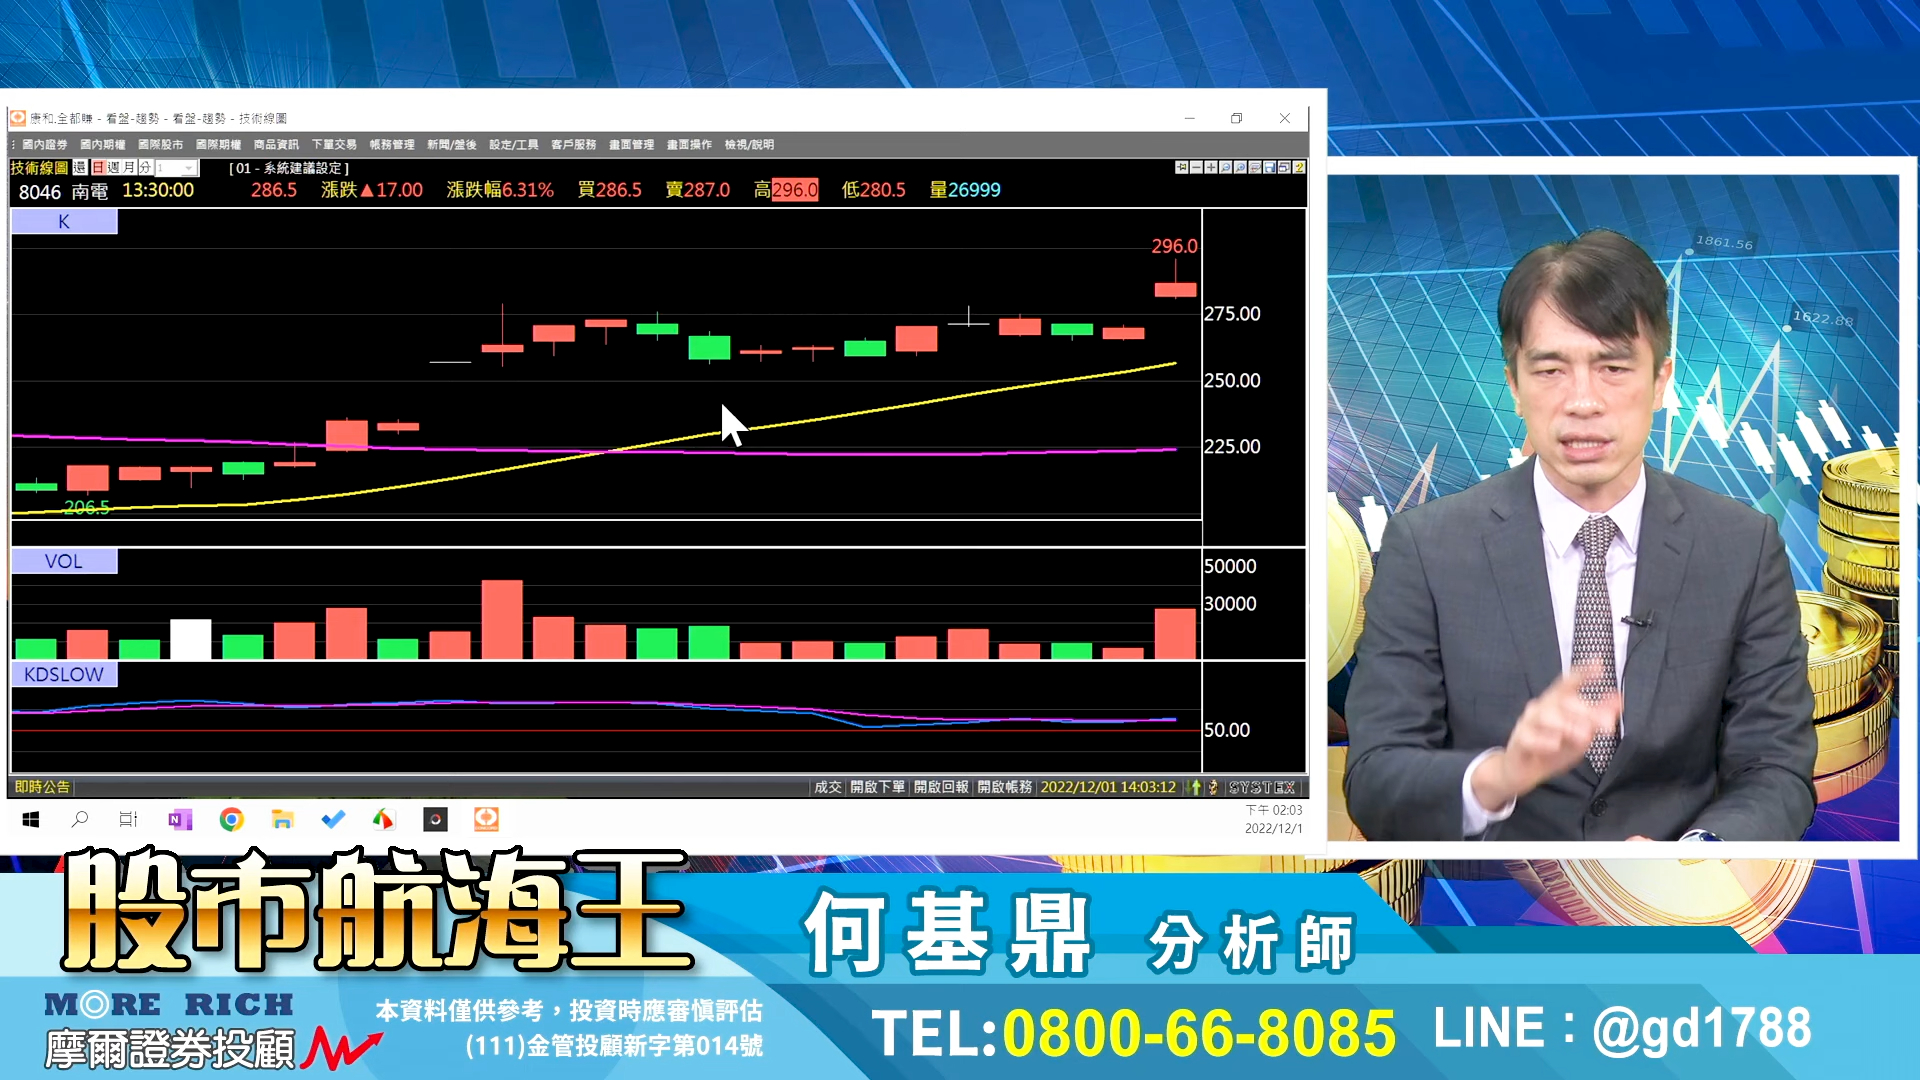 康和.全都賺 - 看盤-趨勢 - 看盤-趨勢 - 技術線圖
國內證券 國內期權 國際股市 國際期權 商品資訊 下單交易 帳務管理 新聞/盤後 設定/工具 客戶服務 畫面管理 畫面操作 檢視/說明
技術線圖 還 日 週 月 分 1 [ 01 - 系統建議設定 ]
8046 南電 13:30:00 286.5 漲跌▲17.00 漲跌幅6.31% 買286.5 賣287.0 高296.0 低280.5 量26999
K
296.0
275.00
250.00
225.00
206.5
VOL
50000
30000
KDSLOW
50.00
即時公告 成交 開啟下單 開啟回報 開啟帳務 2022/12/01 14:03:12 SYSTEX
下午 02:03
2022/12/1
1861.56
1622.88
股市航海王
何基鼎 分析師
MORE RICH
摩爾證券投顧
本資料僅供參考，投資時應審慎評估
(111)金管投顧新字第014號
TEL:0800-66-8085
LINE：@gd1788